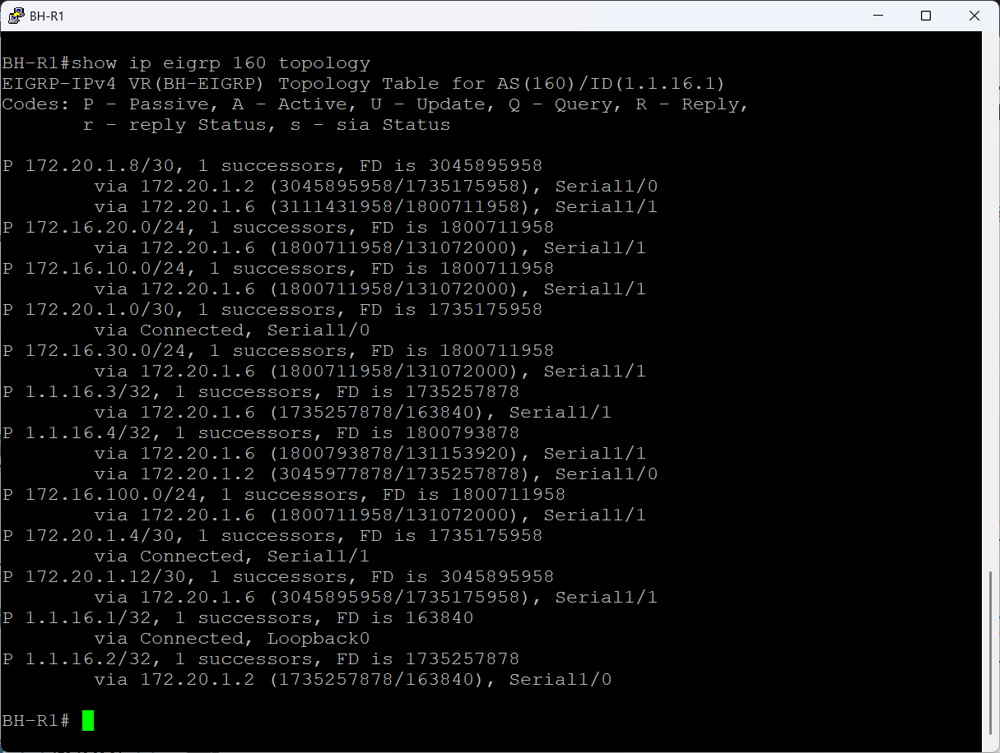 BH-R1
BH-R1#show ip eigrp 160 topology
EIGRP-IPv4 VR(BH-EIGRP) Topology Table for AS(160)/ID(1.1.16.1)
Codes: P - Passive, A - Active, U - Update, Q - Query, R - Reply,
       r - reply Status, s - sia Status
P 172.20.1.8/30, 1 successors, FD is 3045895958
        via 172.20.1.2 (3045895958/1735175958), Serial1/0
        via 172.20.1.6 (3111431958/1800711958), Serial1/1
P 172.16.20.0/24, 1 successors, FD is 1800711958
        via 172.20.1.6 (1800711958/131072000), Serial1/1
P 172.16.10.0/24, 1 successors, FD is 1800711958
        via 172.20.1.6 (1800711958/131072000), Serial1/1
P 172.20.1.0/30, 1 successors, FD is 1735175958
        via Connected, Serial1/0
P 172.16.30.0/24, 1 successors, FD is 1800711958
        via 172.20.1.6 (1800711958/131072000), Serial1/1
P 1.1.16.3/32, 1 successors, FD is 1735257878
        via 172.20.1.6 (1735257878/163840), Serial1/1
P 1.1.16.4/32, 1 successors, FD is 1800793878
        via 172.20.1.6 (1800793878/131153920), Serial1/1
        via 172.20.1.2 (3045977878/1735257878), Serial1/0
P 172.16.100.0/24, 1 successors, FD is 1800711958
        via 172.20.1.6 (1800711958/131072000), Serial1/1
P 172.20.1.4/30, 1 successors, FD is 1735175958
        via Connected, Serial1/1
P 172.20.1.12/30, 1 successors, FD is 3045895958
        via 172.20.1.6 (3045895958/1735175958), Serial1/1
P 1.1.16.1/32, 1 successors, FD is 163840
        via Connected, Loopback0
P 1.1.16.2/32, 1 successors, FD is 1735257878
        via 172.20.1.2 (1735257878/163840), Serial1/0
BH-R1#